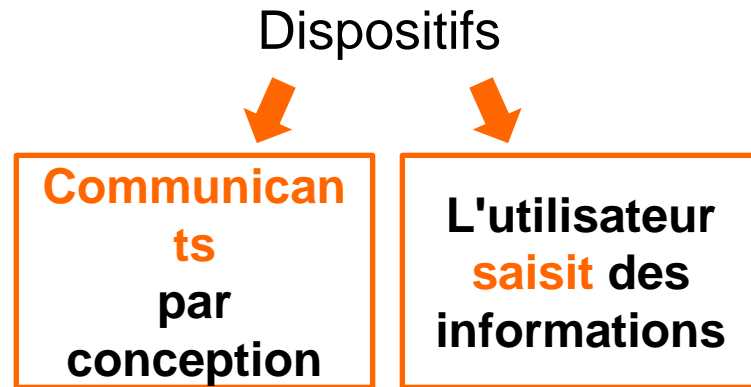 Dispositifs
Communican
ts
par
conception
L'utilisateur
saisit des
informations